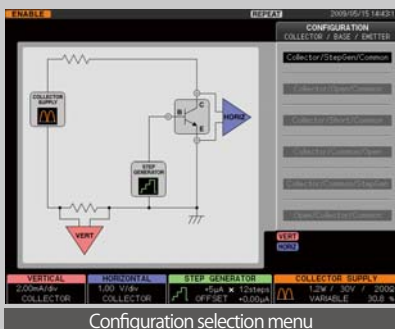 ENABLE
REPEAT
2009/05/15 14:43:1
CONFIGURATION
COLLECTOR / BASE / EMITTER
Collector/StepGen/Common
Collector/Open/Common
Collector/Short/Common
Collector/Common/Open
Collector/Common/StepGen
Open/Collector/Common
COLLECTOR
SUPPLY
B
C
E
HORIZ
STEP
GENERATOR
VERT
VERT
HORIZ
VERTICAL
2.00mA/div
COLLECTOR
HORIZONTAL
1.00 V/div
COLLECTOR
STEP GENERATOR
+5µA × 12steps
OFFSET +0.00µA
COLLECTOR SUPPLY
1.2W / 30V / 200Ω
VARIABLE 30.8 %
Configuration selection menu